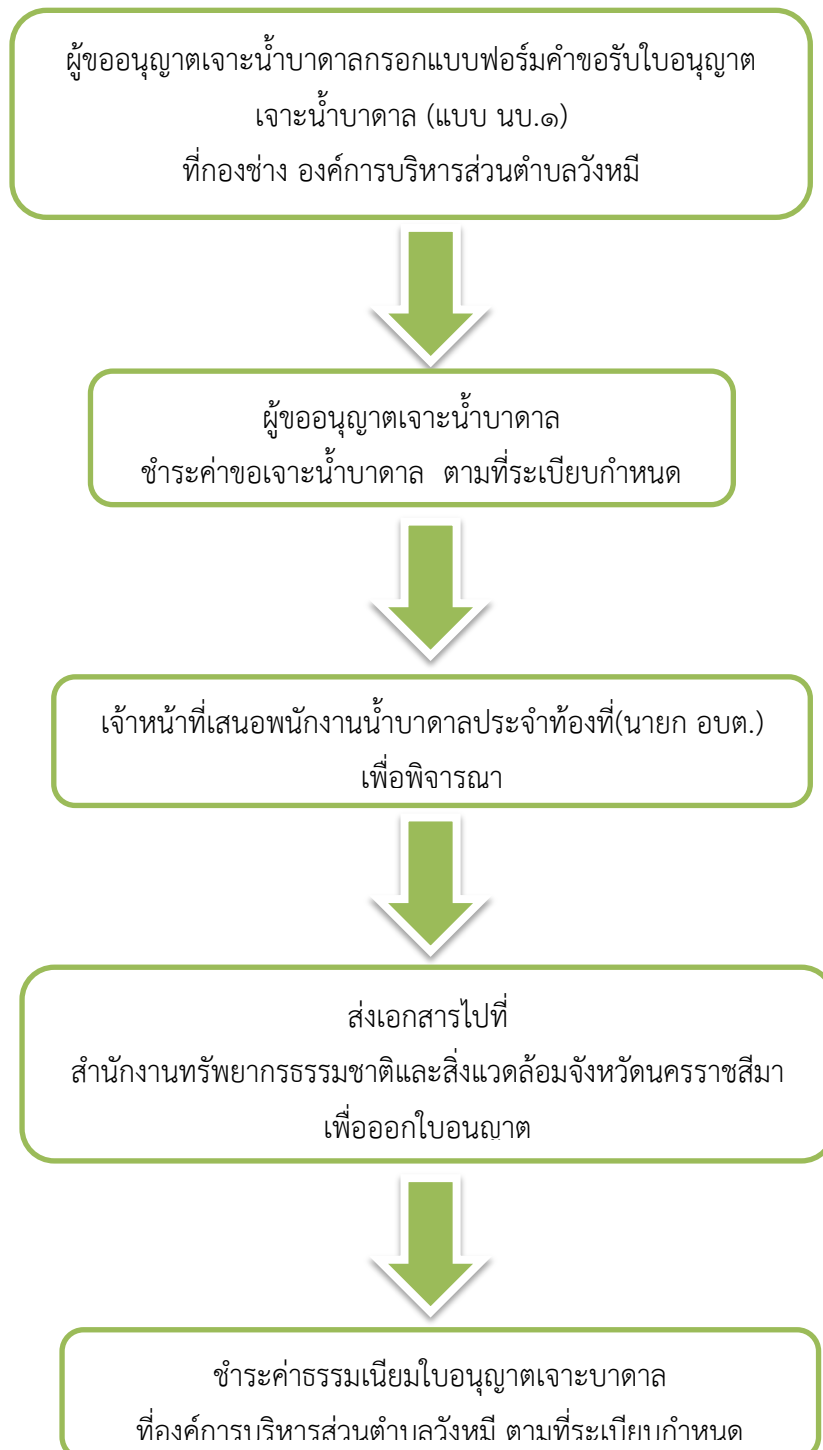 ผู้ขออนุญาตเจาะน้ำบาดาลกรอกแบบฟอร์มคำขอรับใบอนุญาต
เจาะน้ำบาดาล (แบบ นบ.๑)
ที่กองช่าง องค์การบริหารส่วนตำบลวังหมี
ผู้ขออนุญาตเจาะน้ำบาดาล
ชำระค่าขอเจาะน้ำบาดาล ตามที่ระเบียบกำหนด
เจ้าหน้าที่เสนอพนักงานน้ำบาดาลประจำท้องที่(นายก อบต.)
เพื่อพิจารณา
ส่งเอกสารไปที่
สำนักงานทรัพยากรธรรมชาติและสิ่งแวดล้อมจังหวัดนครราชสีมา
เพื่อออกใบอนุญาต
ชำระค่าธรรมเนียมใบอนุญาตเจาะบาดาล
ที่องค์การบริหารส่วนตำบลวังหมี ตามที่ระเบียบกำหนด